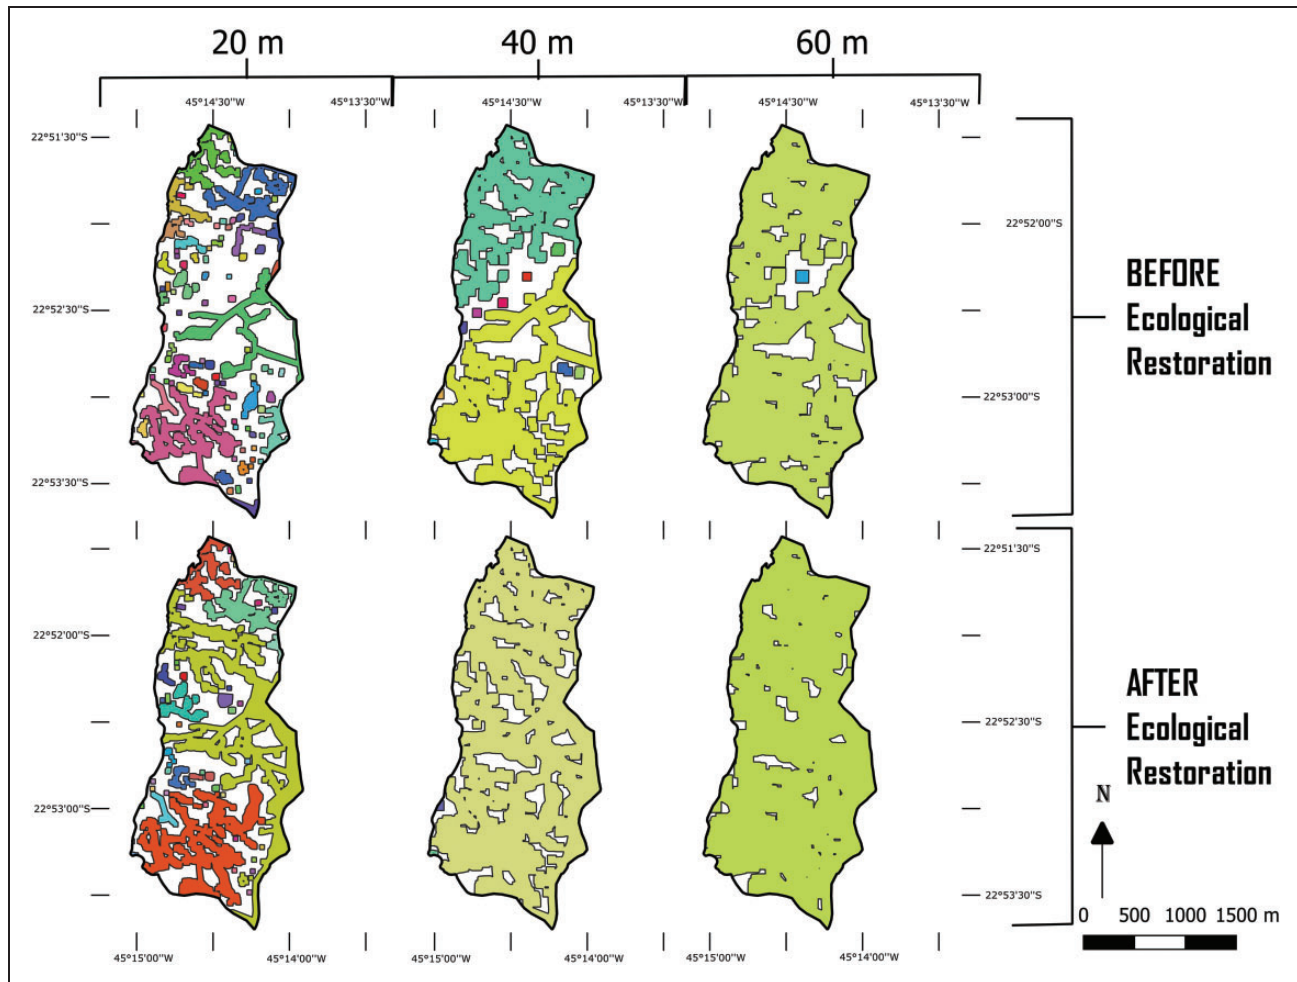 20 m 40 m 60 m
45°14'30''W 45°13'30''W 45°14'30''W 45°13'30''W 45°14'30''W 45°13'30''W
22°51'30''S
22°52'00''S
22°52'30''S
22°53'00''S
22°53'30''S
BEFORE
Ecological
Restoration
22°51'30''S
22°52'00''S
22°52'30''S
22°53'00''S
22°53'30''S
AFTER
Ecological
Restoration
N
0 500 1000 1500 m
45°15'00''W 45°14'00''W 45°15'00''W 45°14'00''W 45°15'00''W 45°14'00''W